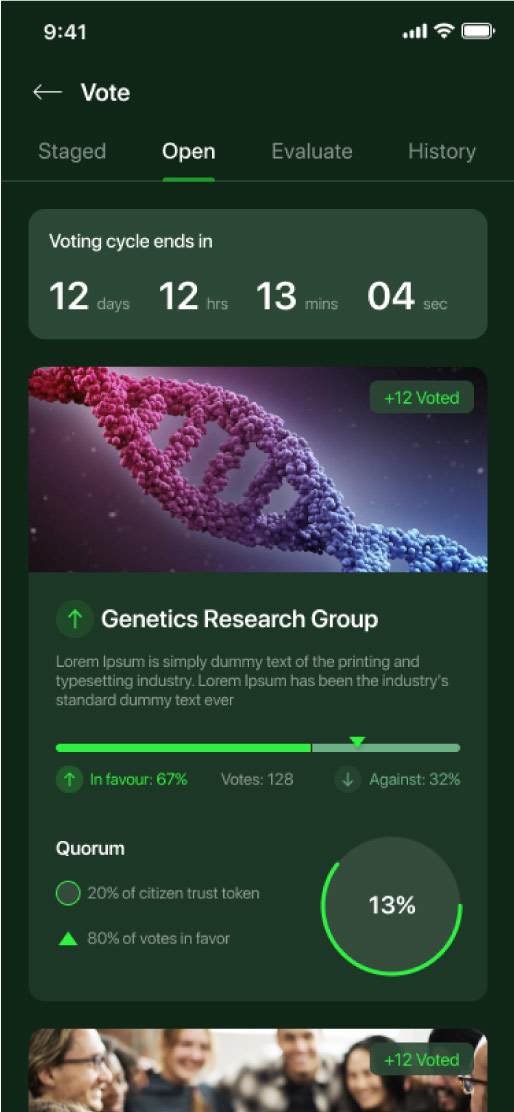 9:41
Vote
Staged Open Evaluate History
Voting cycle ends in
12 days 12 hrs 13 mins 04 sec
+12 Voted
Genetics Research Group
Lorem Ipsum is simply dummy text of the printing and
typesetting industry. Lorem Ipsum has been the industry's
standard dummy text ever
In favour: 67% Votes: 128 Against: 32%
Quorum
20% of citizen trust token
80% of votes in favor
13%
+12 Voted